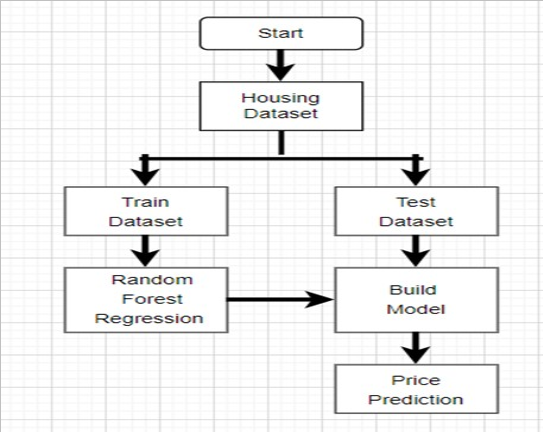 Start
Housing
Dataset
Train
Dataset
Test
Dataset
Random
Forest
Regression
Build
Model
Price
Prediction